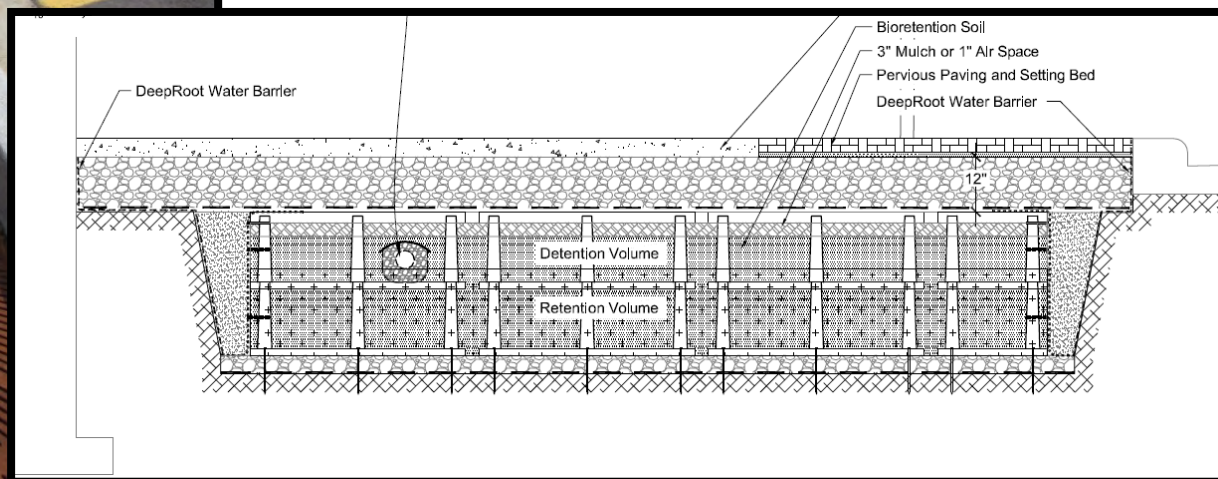 Bioretention Soil
3" Mulch or 1" Air Space
Pervious Paving and Setting Bed
DeepRoot Water Barrier
DeepRoot Water Barrier
12"
Detention Volume
Retention Volume